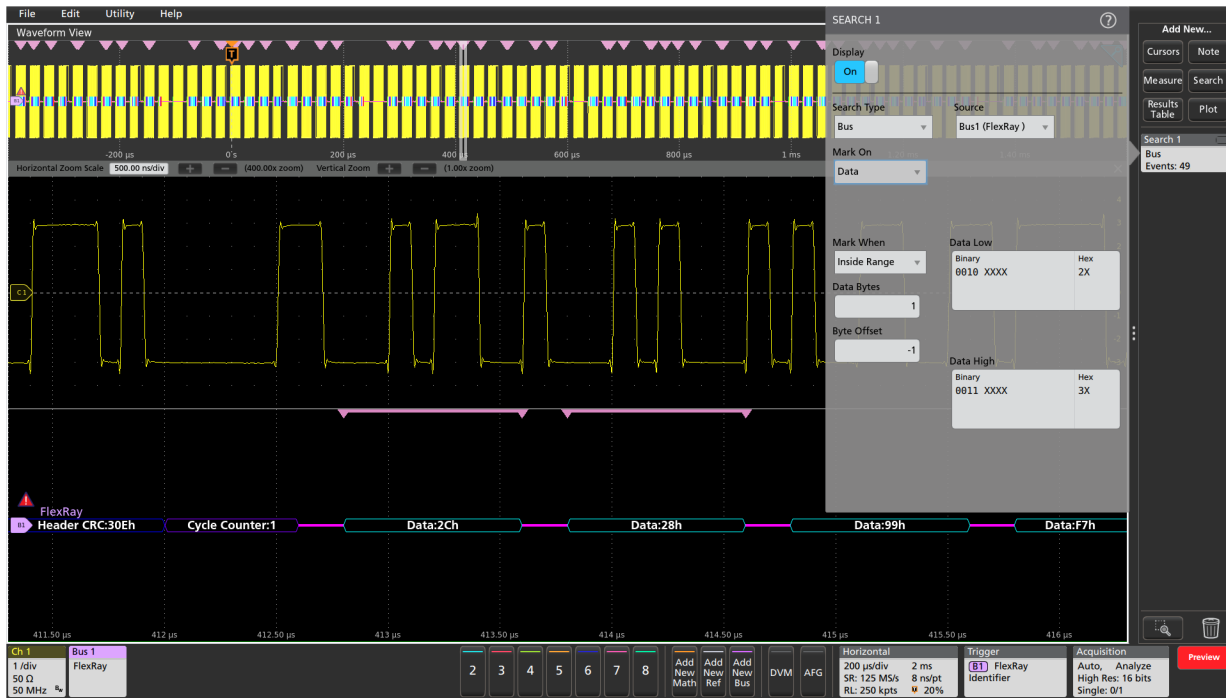 File Edit Utility Help
Waveform View
T
B1
-200 µs 0 s 200 µs 400 µs 600 µs 800 µs 1 ms
Horizontal Zoom Scale 500.00 ns/div + − (400.00x zoom) Vertical Zoom + − (1.00x zoom)
C1
FlexRay
B1 Header CRC:30Eh Cycle Counter:1 Data:2Ch Data:28h Data:99h Data:F7h
411.50 µs 412 µs 412.50 µs 413 µs 413.50 µs 414 µs 414.50 µs 415 µs 415.50 µs 416 µs
SEARCH 1 ?
Display
On
Search Type Source
Bus Bus1 (FlexRay )
Mark On
Data
Mark When Data Low
Inside Range
Binary Hex
0010 XXXX 2X
Data Bytes
1
Byte Offset
-1
Data High
Binary Hex
0011 XXXX 3X
Add New...
Cursors Note
Measure Search
Results Table Plot
Search 1
Bus
Events: 49
Ch 1
1 /div
50 Ω
50 MHz Bw
Bus 1
FlexRay
2 3 4 5 6 7 8
Add New Math
Add New Ref
Add New Bus
DVM AFG
Horizontal
200 µs/div 2 ms
SR: 125 MS/s 8 ns/pt
RL: 250 kpts 20%
Trigger
B1 FlexRay
Identifier
Acquisition
Auto, Analyze
High Res: 16 bits
Single: 0/1
Preview